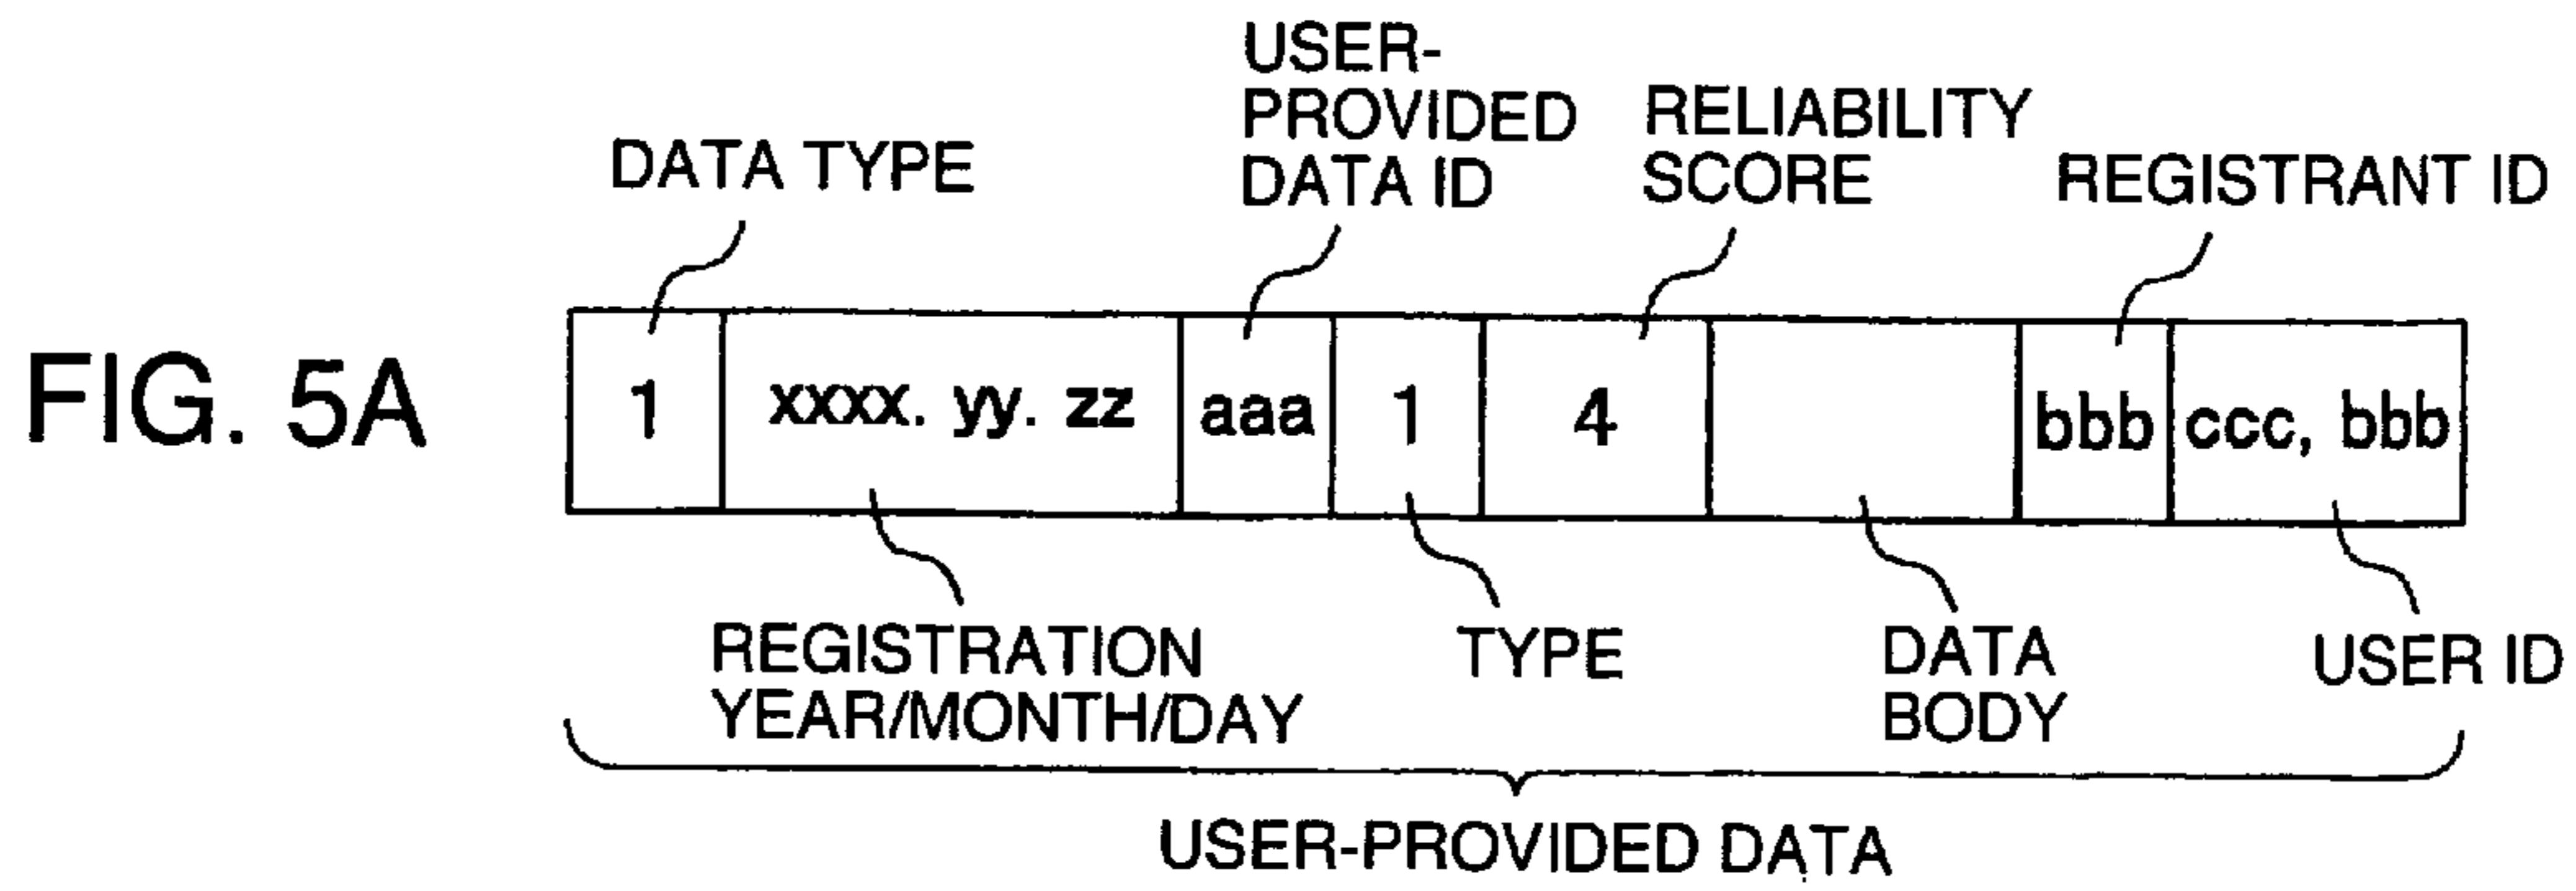 USER-
PROVIDED
DATA ID
RELIABILITY
SCORE
DATA TYPE
REGISTRANT ID
FIG. 5A
1
xxxx. yy. zz
aaa
1
4
bbb
ccc, bbb
REGISTRATION
YEAR/MONTH/DAY
TYPE
DATA
BODY
USER ID
USER-PROVIDED DATA